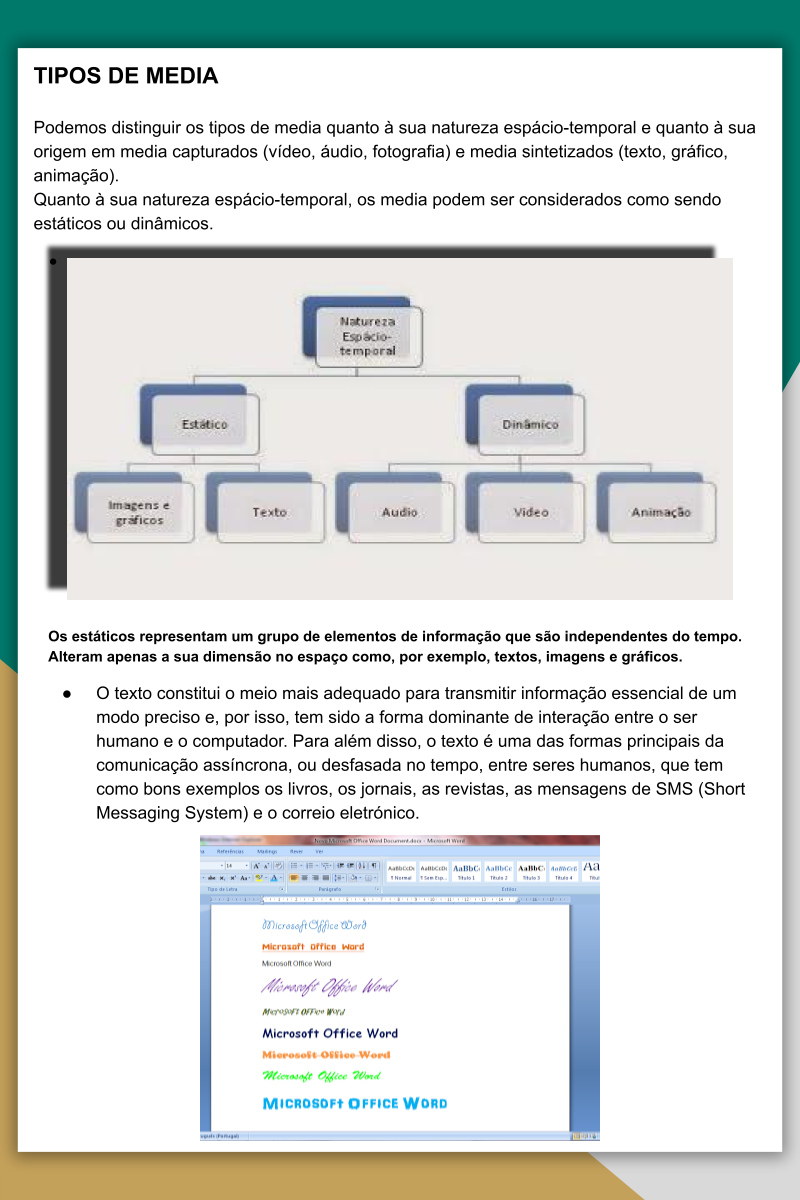 TIPOS DE MEDIA
Podemos distinguir os tipos de media quanto à sua natureza espácio-temporal e quanto à sua
origem em media capturados (vídeo, áudio, fotografia) e media sintetizados (texto, gráfico,
animação).
Quanto à sua natureza espácio-temporal, os media podem ser considerados como sendo
estáticos ou dinâmicos.
Natureza
Espácio-
temporal
Estático
Dinâmico
Imagens e
gráficos
Texto
Audio
Video
Animação
Os estáticos representam um grupo de elementos de informação que são independentes do tempo.
Alteram apenas a sua dimensão no espaço como, por exemplo, textos, imagens e gráficos.
● O texto constitui o meio mais adequado para transmitir informação essencial de um
modo preciso e, por isso, tem sido a forma dominante de interação entre o ser
humano e o computador. Para além disso, o texto é uma das formas principais da
comunicação assíncrona, ou desfasada no tempo, entre seres humanos, que tem
como bons exemplos os livros, os jornais, as revistas, as mensagens de SMS (Short
Messaging System) e o correio eletrónico.
Microsoft Office Word Document.docx - Microsoft Word
Referências Mailings Rever Ver
AaBbCcDc AaBbCcDc AaBbC AaBbCc AaBbC AaBbCcI
¶ Normal ¶ Sem Esp... Título 1 Título 2 Título 3 Título 4
Tipo de Letra Parágrafo Estilos
Microsoft Office Word
Microsoft Office Word
Microsoft Office Word
Microsoft Office Word
Microsoft Office Word
Microsoft Office Word
Microsoft Office Word
Microsoft Office Word
Microsoft Office Word
(Portugal)